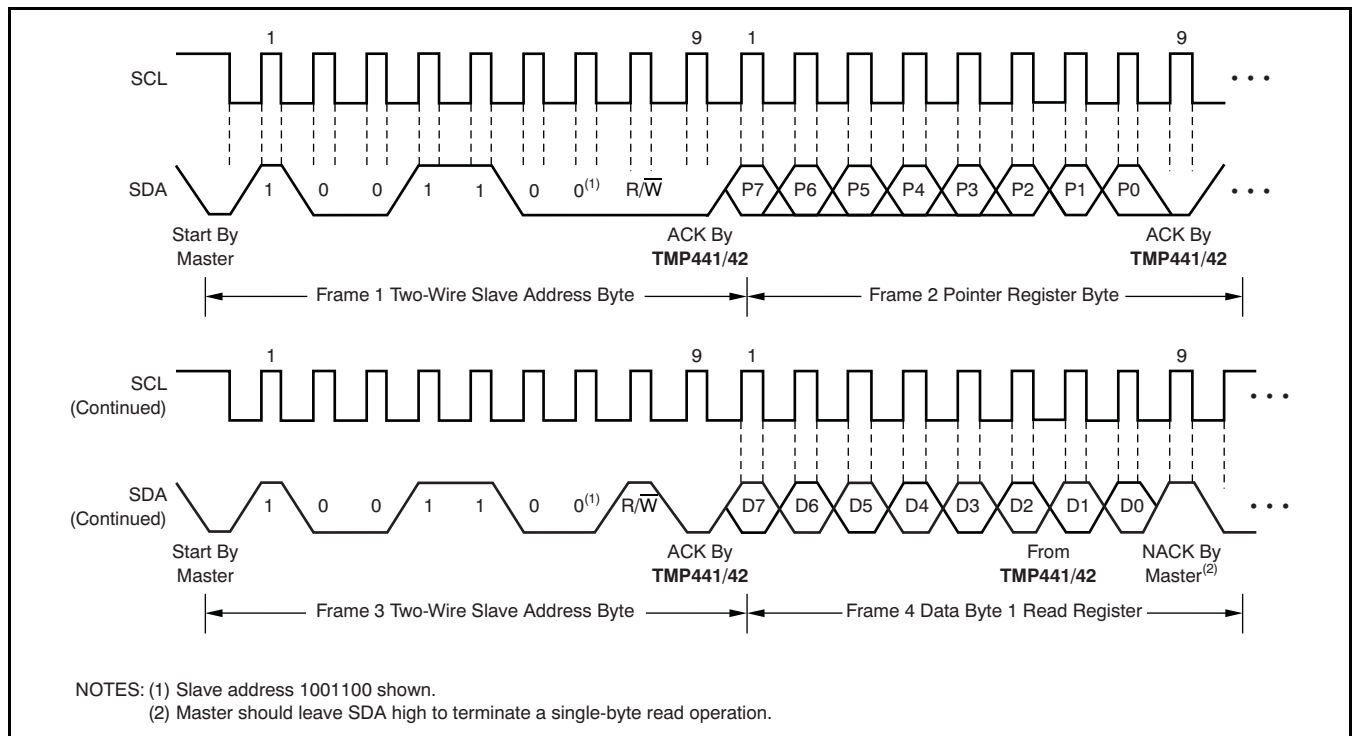 1 9 1 9
SCL
SDA
1 0 0 1 1 0 0(1) R/W̅ P7 P6 P5 P4 P3 P2 P1 P0
Start By
Master
ACK By
TMP441/42
ACK By
TMP441/42
Frame 1 Two-Wire Slave Address Byte
Frame 2 Pointer Register Byte
1 9 1 9
SCL
(Continued)
SDA
(Continued)
1 0 0 1 1 0 0(1) R/W̅ D7 D6 D5 D4 D3 D2 D1 D0
Start By
Master
ACK By
TMP441/42
From
TMP441/42
NACK By
Master(2)
Frame 3 Two-Wire Slave Address Byte
Frame 4 Data Byte 1 Read Register
NOTES: (1) Slave address 1001100 shown.
(2) Master should leave SDA high to terminate a single-byte read operation.